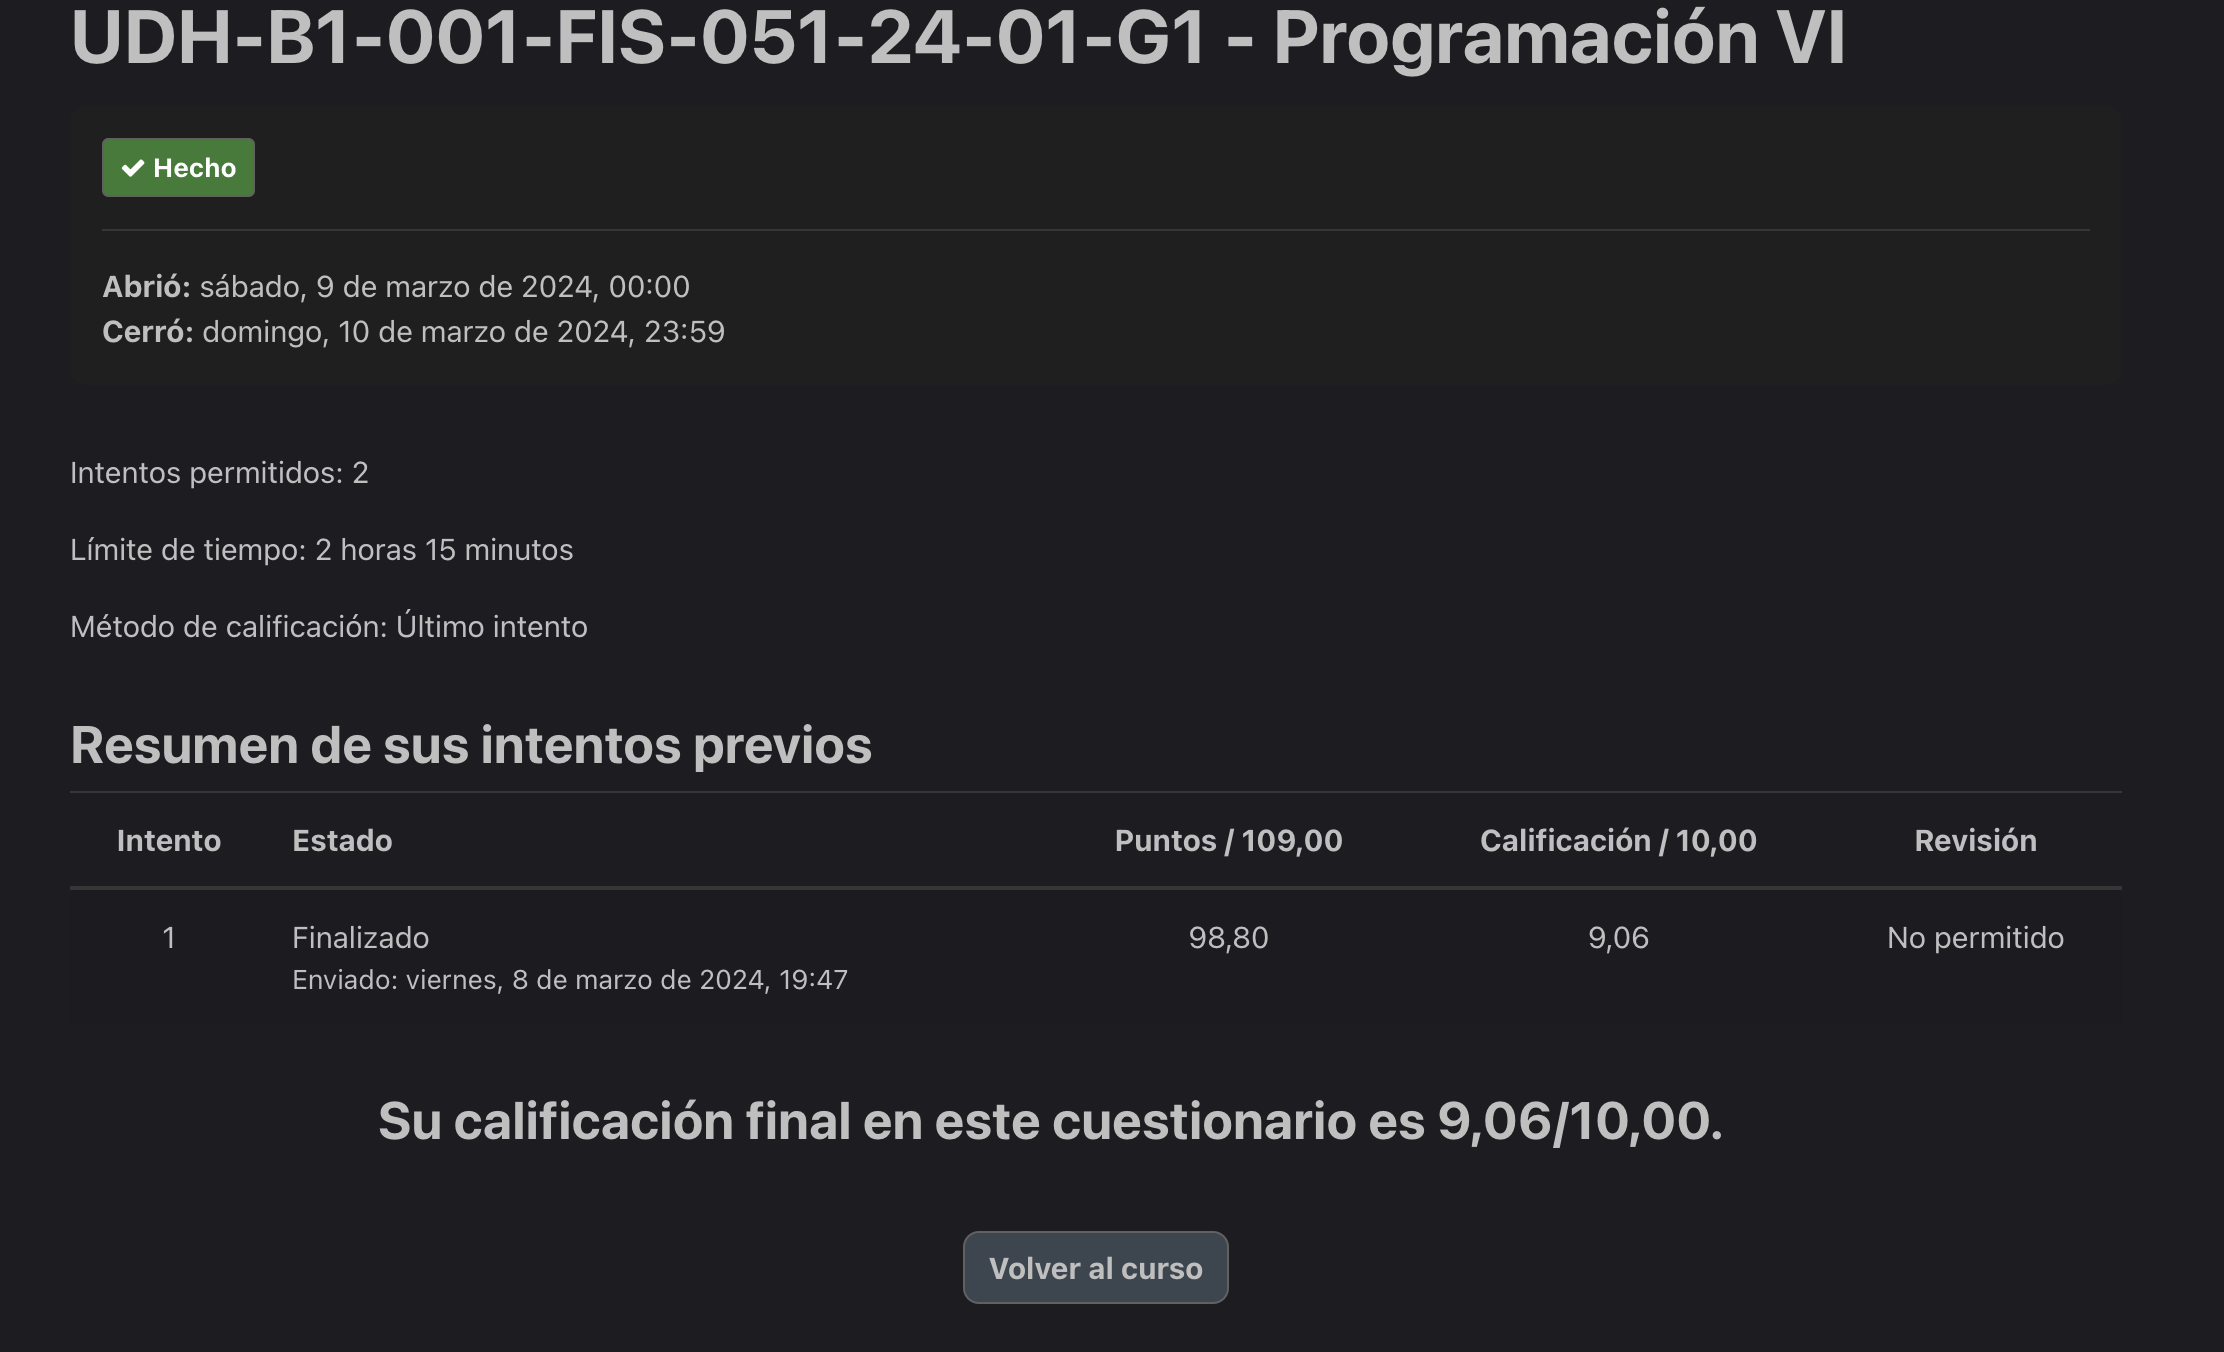 UDH-B1-001-FIS-051-24-01-G1 - Programación VI
✔ Hecho
Abrió: sábado, 9 de marzo de 2024, 00:00
Cerró: domingo, 10 de marzo de 2024, 23:59
Intentos permitidos: 2
Límite de tiempo: 2 horas 15 minutos
Método de calificación: Último intento
Resumen de sus intentos previos
Intento Estado Puntos / 109,00 Calificación / 10,00 Revisión
1 Finalizado 98,80 9,06 No permitido
Enviado: viernes, 8 de marzo de 2024, 19:47
Su calificación final en este cuestionario es 9,06/10,00.
Volver al curso